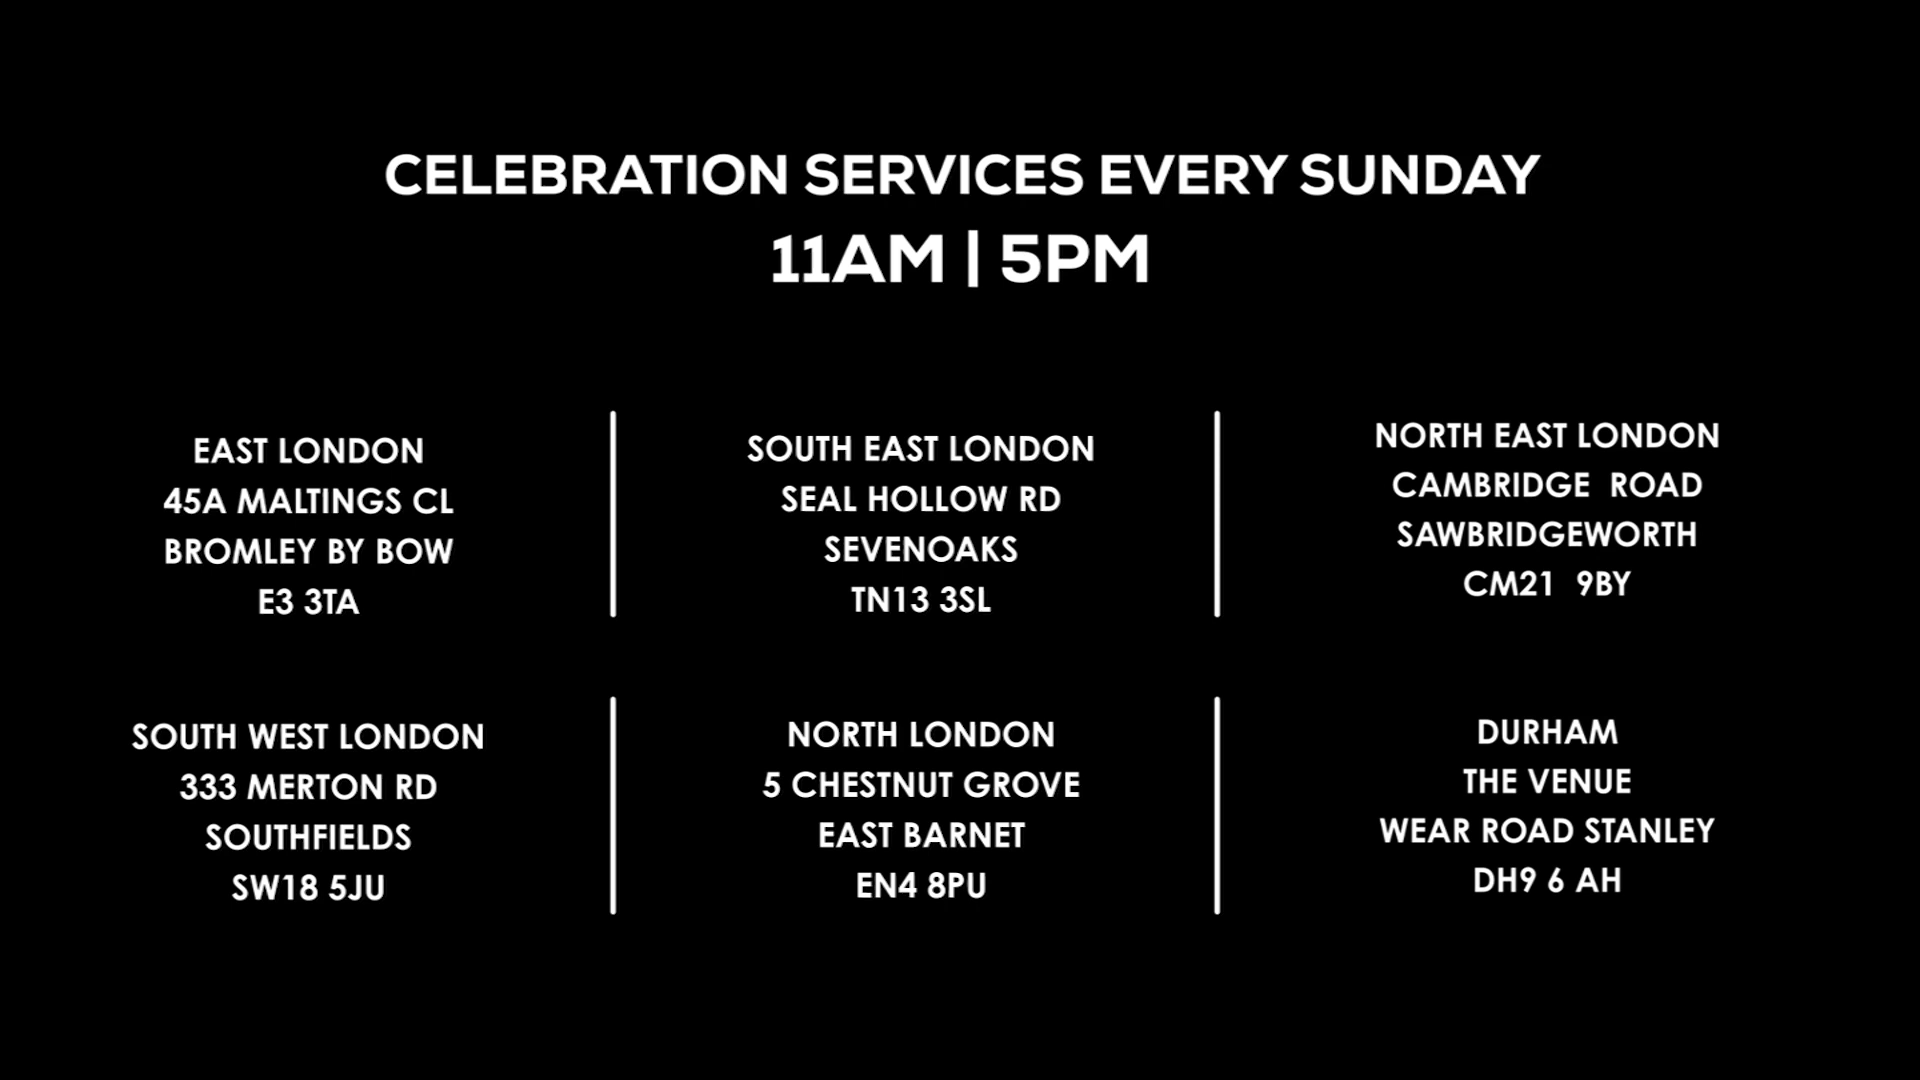 CELEBRATION SERVICES EVERY SUNDAY
11AM | 5PM
EAST LONDON
45A MALTINGS CL
BROMLEY BY BOW
E3 3TA
SOUTH EAST LONDON
SEAL HOLLOW RD
SEVENOAKS
TN13 3SL
NORTH EAST LONDON
CAMBRIDGE  ROAD
SAWBRIDGEWORTH
CM21  9BY
SOUTH WEST LONDON
333 MERTON RD
SOUTHFIELDS
SW18 5JU
NORTH LONDON
5 CHESTNUT GROVE
EAST BARNET
EN4 8PU
DURHAM
THE VENUE
WEAR ROAD STANLEY
DH9 6 AH